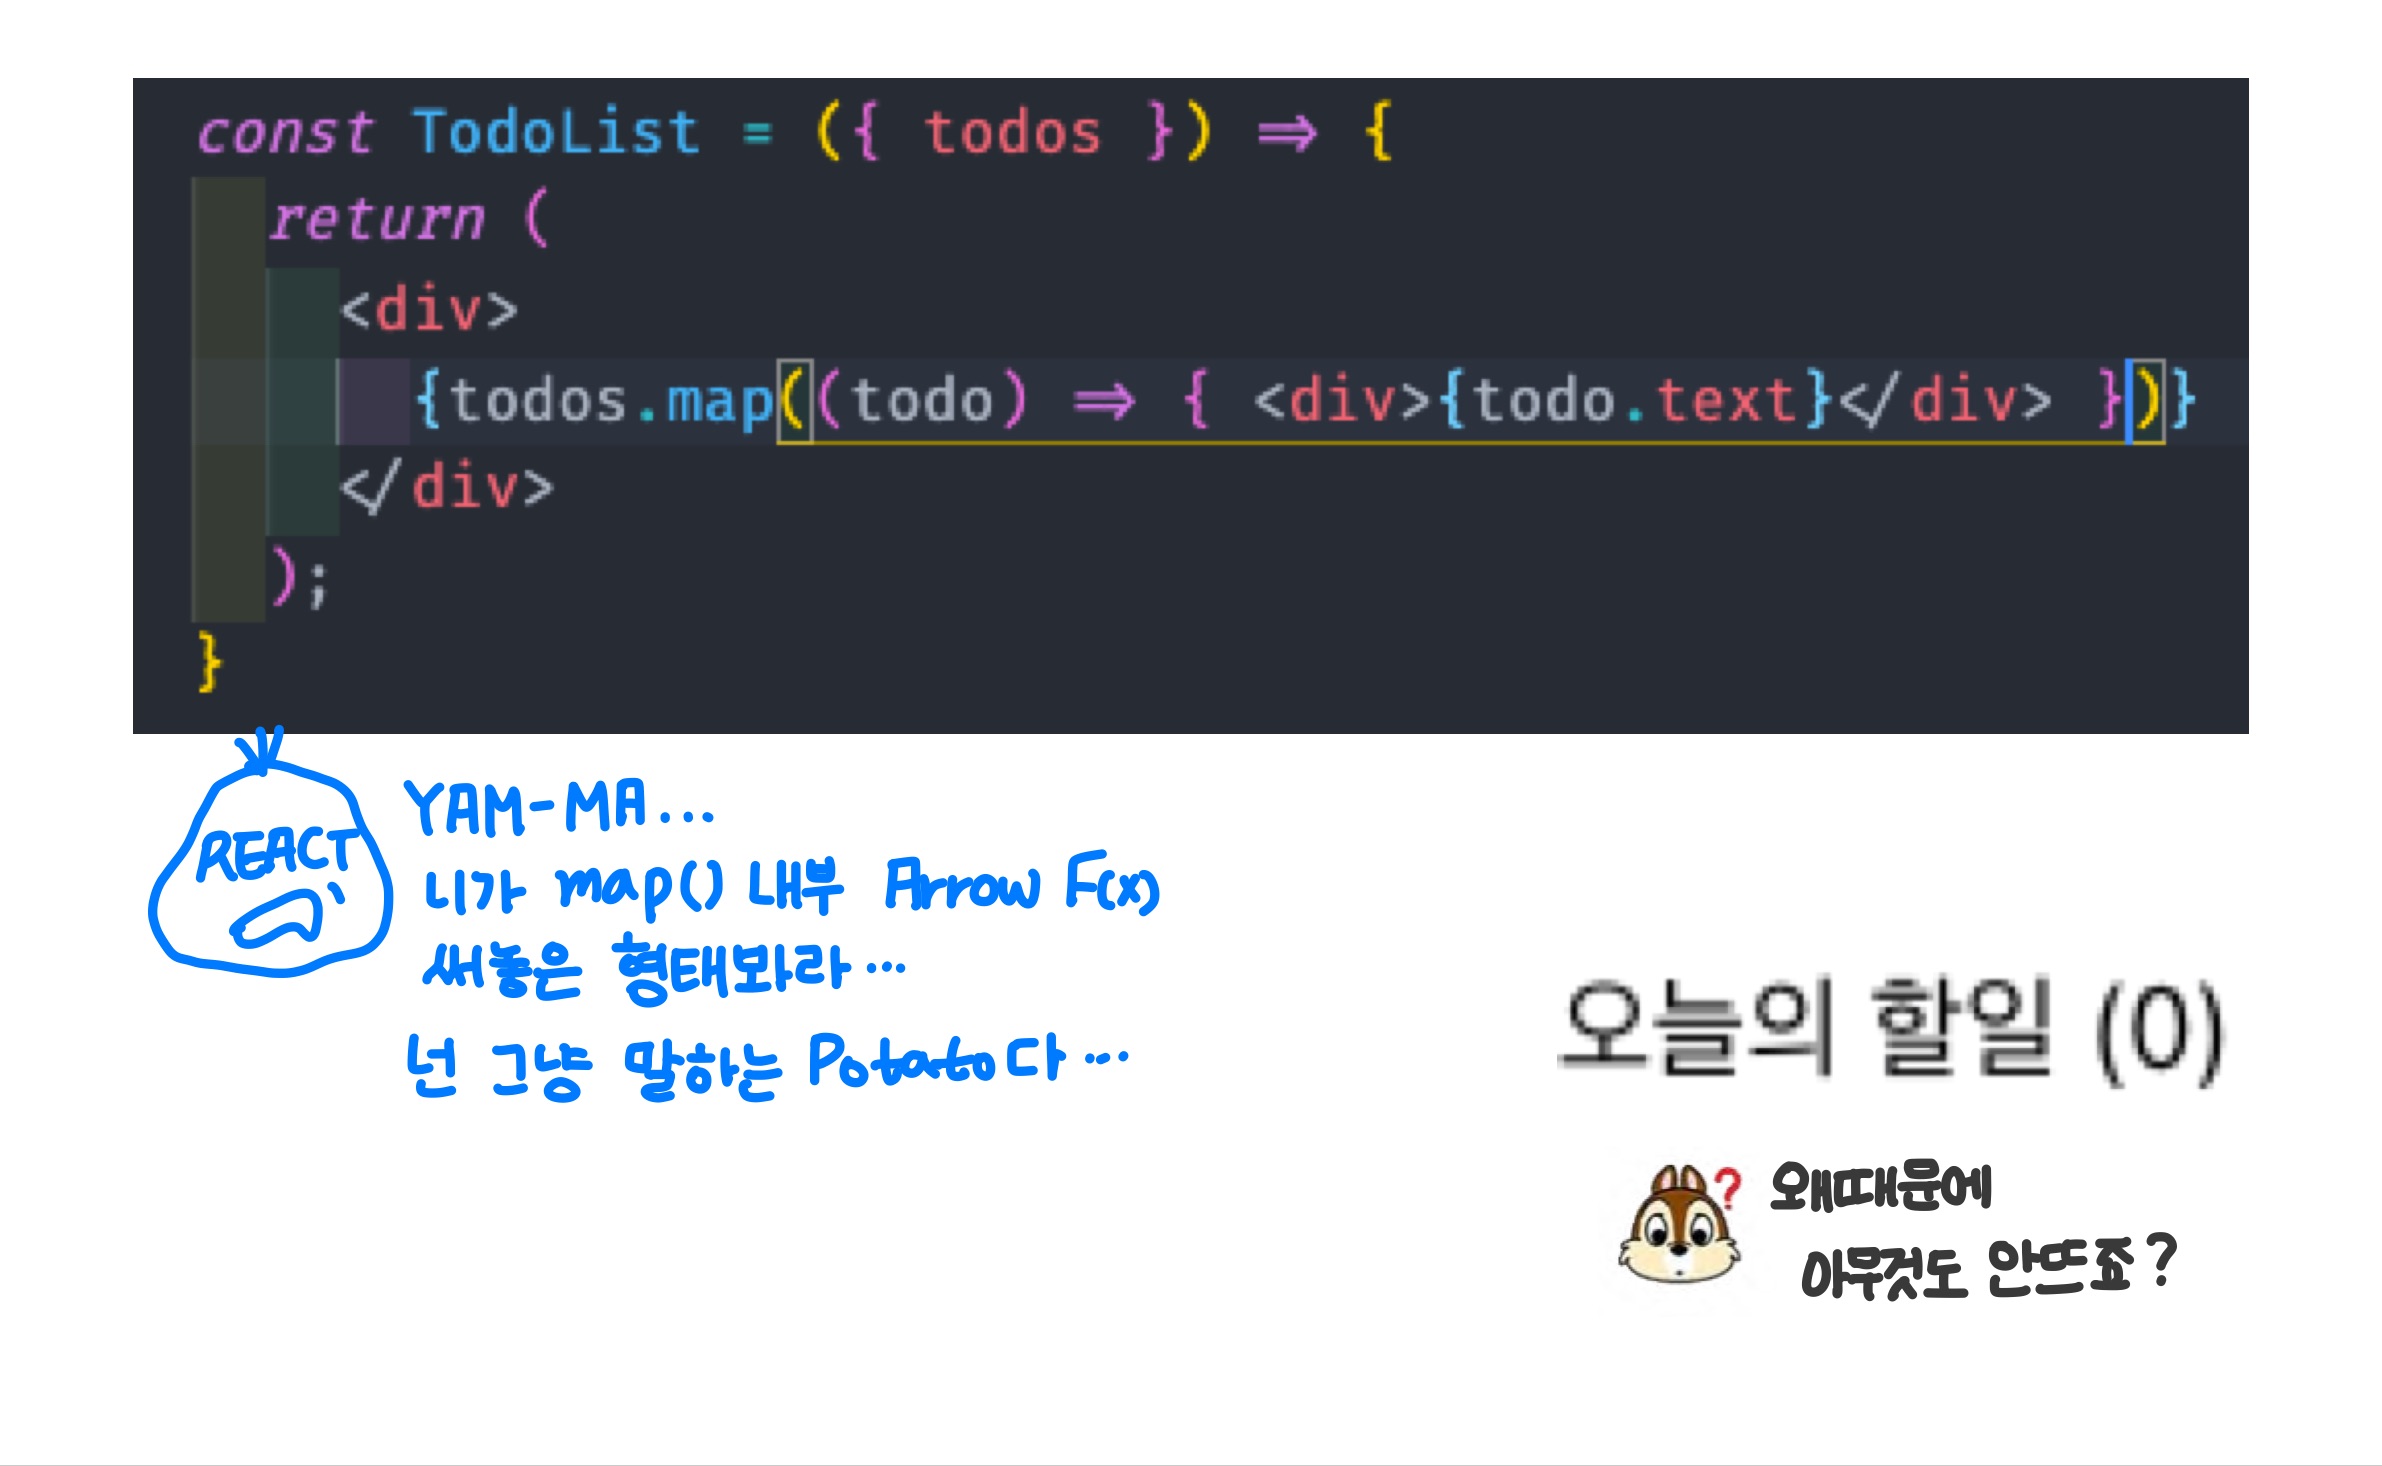 const TodoList = ({ todos }) => {
return (
<div>
{todos.map((todo) => { <div>{todo.text}</div> })}
</div>
);
}
REACT
YAM-MA...
니가 map() 내부 Arrow F(x)
써놓은 형태봐라...
넌 그냥 말하는 Potato다...
오늘의 할일 (0)
?
왜때문에
아무것도 안뜨죠?